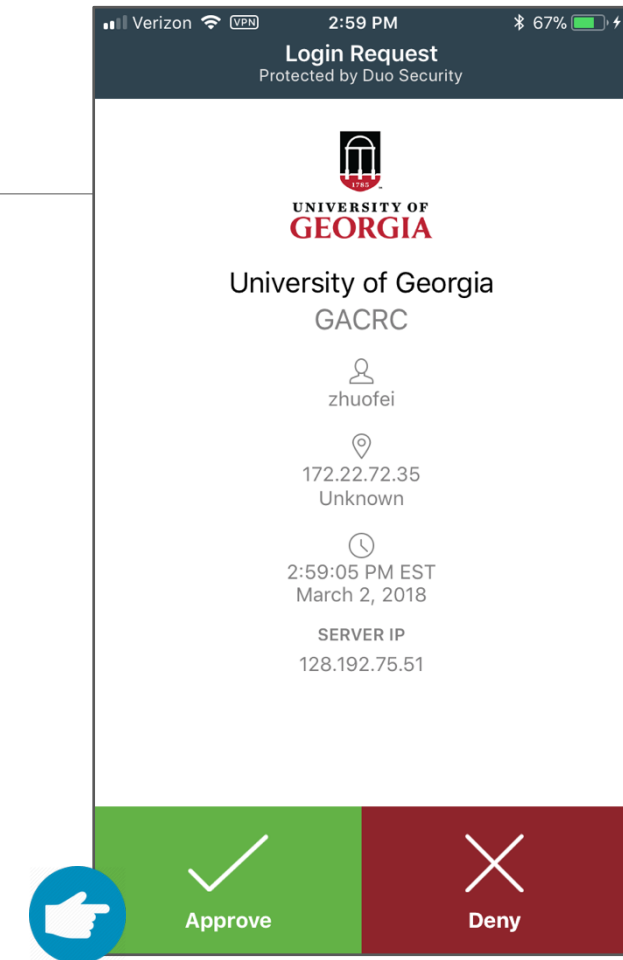 Verizon VPN 2:59 PM 67%
Login Request
Protected by Duo Security
1785
UNIVERSITY OF
GEORGIA
University of Georgia
GACRC
zhuofei
172.22.72.35
Unknown
2:59:05 PM EST
March 2, 2018
SERVER IP
128.192.75.51
Approve Deny